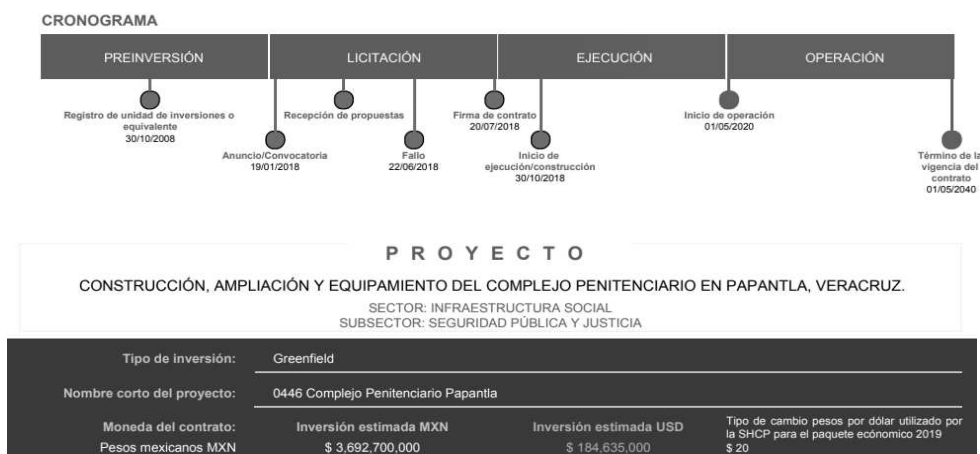 CRONOGRAMA
PREINVERSIÓN
LICITACIÓN
EJECUCIÓN
OPERACIÓN
Registro de unidad de inversiones o
equivalente
30/10/2008
Anuncio/Convocatoria
19/01/2018
Recepción de propuestas
Fallo
22/06/2018
Firma de contrato
20/07/2018
Inicio de
ejecución/construcción
30/10/2018
Inicio de operación
01/05/2020
Término de la
vigencia del
contrato
01/05/2040
PROYECTO
CONSTRUCCIÓN, AMPLIACIÓN Y EQUIPAMIENTO DEL COMPLEJO PENITENCIARIO EN PAPANTLA, VERACRUZ.
SECTOR: INFRAESTRUCTURA SOCIAL
SUBSECTOR: SEGURIDAD PÚBLICA Y JUSTICIA
Tipo de inversión: Greenfield
Nombre corto del proyecto: 0446 Complejo Penitenciario Papantla
Moneda del contrato:
Pesos mexicanos MXN
Inversión estimada MXN
$ 3,692,700,000
Inversión estimada USD
$ 184,635,000
Tipo de cambio pesos por dólar utilizado por
la SHCP para el paquete ecónomico 2019
$ 20